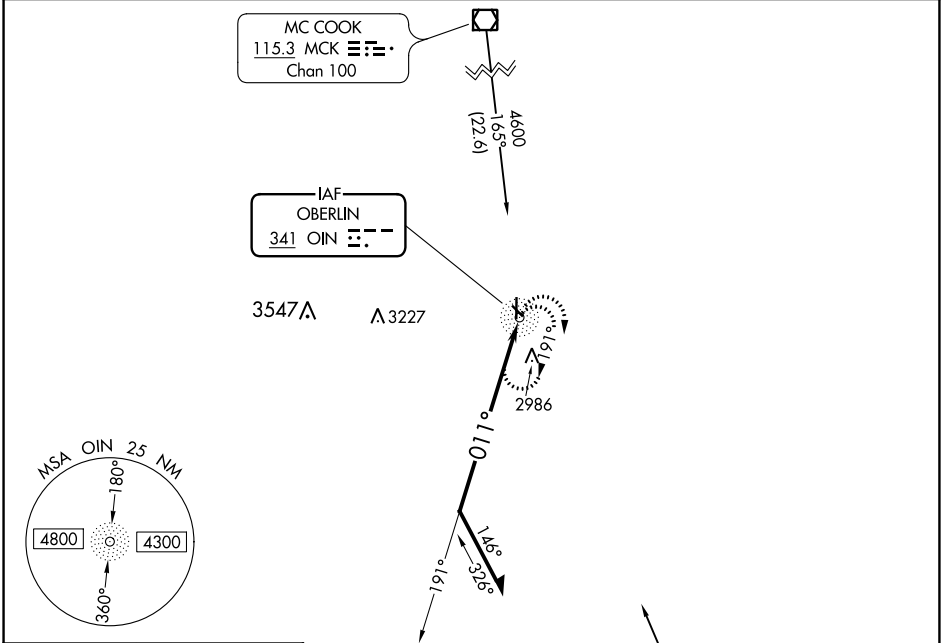 MC COOK
115.3 MCK
Chan 100
4600
165°
(22.6)
IAF
OBERLIN
341 OIN
3547
3227
191°
2986
011°
MSA OIN 25 NM
180°
4800
4300
360°
146°
326°
191°